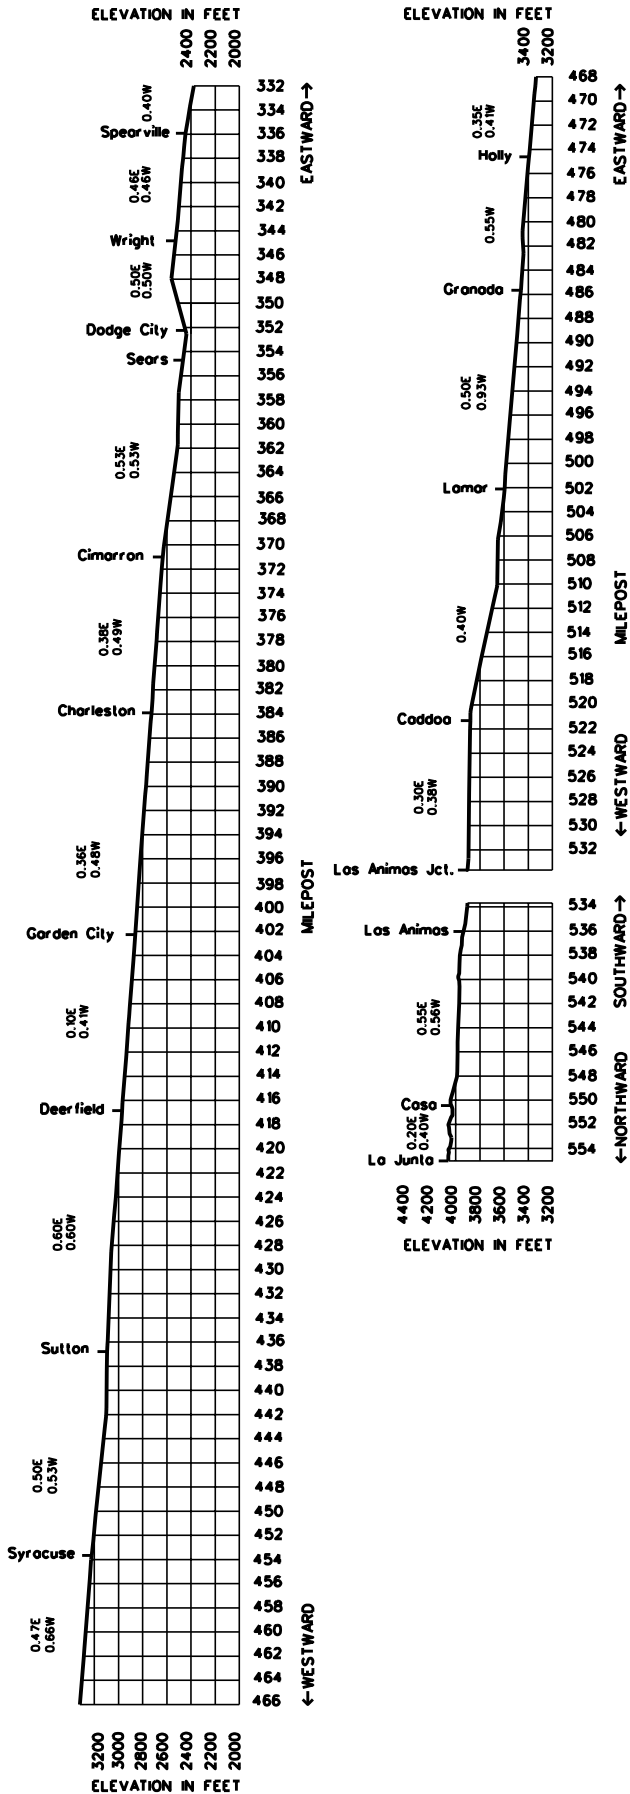 ELEVATION IN FEET
2400 2200 2000
332
334
336
338
340
342
344
346
348
350
352
354
356
358
360
362
364
366
368
370
372
374
376
378
380
382
384
386
388
390
392
394
396
398
400
402
404
406
408
410
412
414
416
418
420
422
424
426
428
430
432
434
436
438
440
442
444
446
448
450
452
454
456
458
460
462
464
466
0.40W
Spearville
0.46E
0.46W
Wright
0.50E
0.50W
Dodge City
Sears
0.53E
0.53W
Cimarron
0.38E
0.49W
Charleston
0.36E
0.48W
Garden City
0.10E
0.41W
Deerfield
0.60E
0.60W
Sutton
0.50E
0.53W
Syracuse
0.47E
0.66W
EASTWARD→
MILEPOST
←WESTWARD
3200 3000 2800 2600 2400 2200 2000
ELEVATION IN FEET
ELEVATION IN FEET
3400 3200
468
470
472
474
476
478
480
482
484
486
488
490
492
494
496
498
500
502
504
506
508
510
512
514
516
518
520
522
524
526
528
530
532
0.35E
0.41W
Holly
0.55W
Granada
0.50E
0.93W
Lamar
0.40W
Caddoa
0.30E
0.38W
Las Animas Jct.
EASTWARD→
MILEPOST
←WESTWARD
534
536
538
540
542
544
546
548
550
552
554
Las Animas
0.55E
0.56W
Casa
0.20E
0.40W
La Junta
SOUTHWARD→
←NORTHWARD
4400 4200 4000 3800 3600 3400 3200
ELEVATION IN FEET